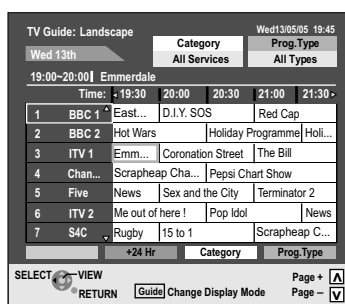 TV Guide: Landscape Wed13/05/05 19:45
Category Prog.Type
Wed 13th All Services All Types
19:00~20:00 Emmerdale
Time: 19:30 20:00 20:30 21:00 21:30
1 BBC 1 East... D.I.Y. SOS Red Cap
2 BBC 2 Hot Wars Holiday Programme Holi...
3 ITV 1 Emm... Coronation Street The Bill
4 Chan... Scrapheap Cha... Pepsi Chart Show
5 Five News Sex and the City Terminator 2
6 ITV 2 Me out of here ! Pop Idol News
7 S4C Rugby 15 to 1 Scrapheap C...
+24 Hr Category Prog.Type
SELECT VIEW Page +
RETURN Guide Change Display Mode Page –